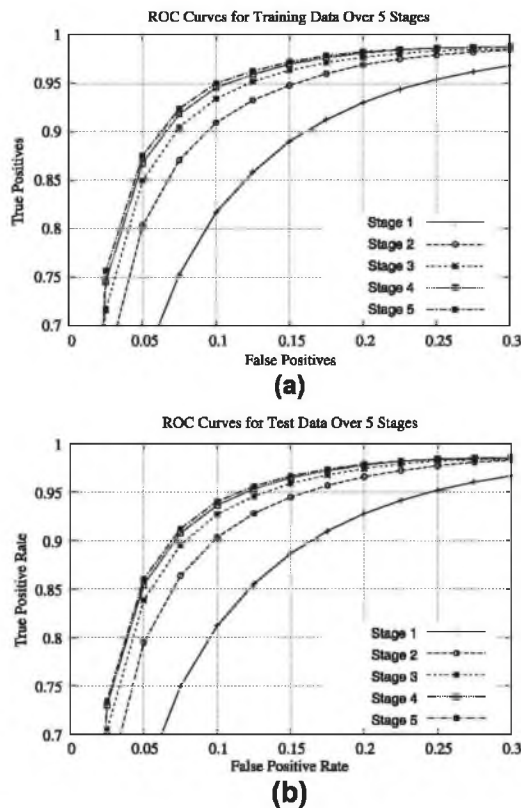 ROC Curves for Training Data Over 5 Stages
1
0.95
0.9
0.85
0.8
0.75
0.7
True Positives
Stage 1
Stage 2
Stage 3
Stage 4
Stage 5
0
0.05
0.1
0.15
0.2
0.25
0.3
False Positives
(a)
ROC Curves for Test Data Over 5 Stages
1
0.95
0.9
0.85
0.8
0.75
0.7
True Positive Rate
Stage 1
Stage 2
Stage 3
Stage 4
Stage 5
0
0.05
0.1
0.15
0.2
0.25
0.3
False Positive Rate
(b)